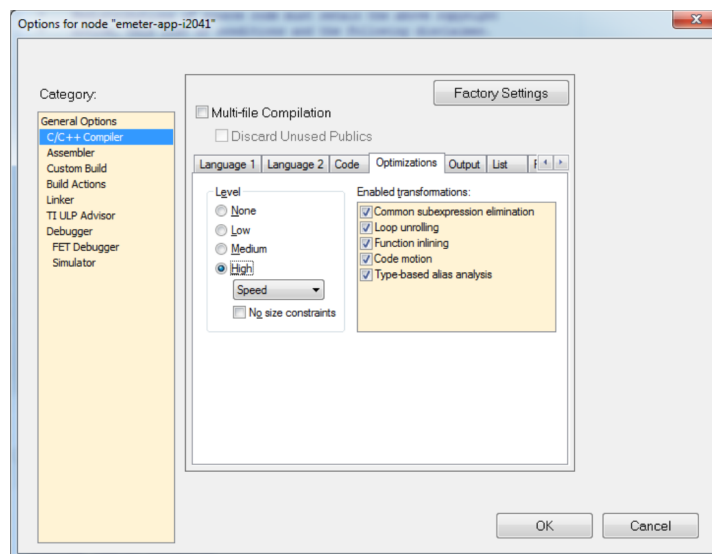 Options for node "emeter-app-i2041"
Category:
General Options
C/C++ Compiler
Assembler
Custom Build
Build Actions
Linker
TI ULP Advisor
Debugger
FET Debugger
Simulator
Factory Settings
Multi-file Compilation
Discard Unused Publics
Language 1 Language 2 Code Optimizations Output List
Level
None
Low
Medium
High
Speed
No size constraints
Enabled transformations:
Common subexpression elimination
Loop unrolling
Function inlining
Code motion
Type-based alias analysis
OK Cancel